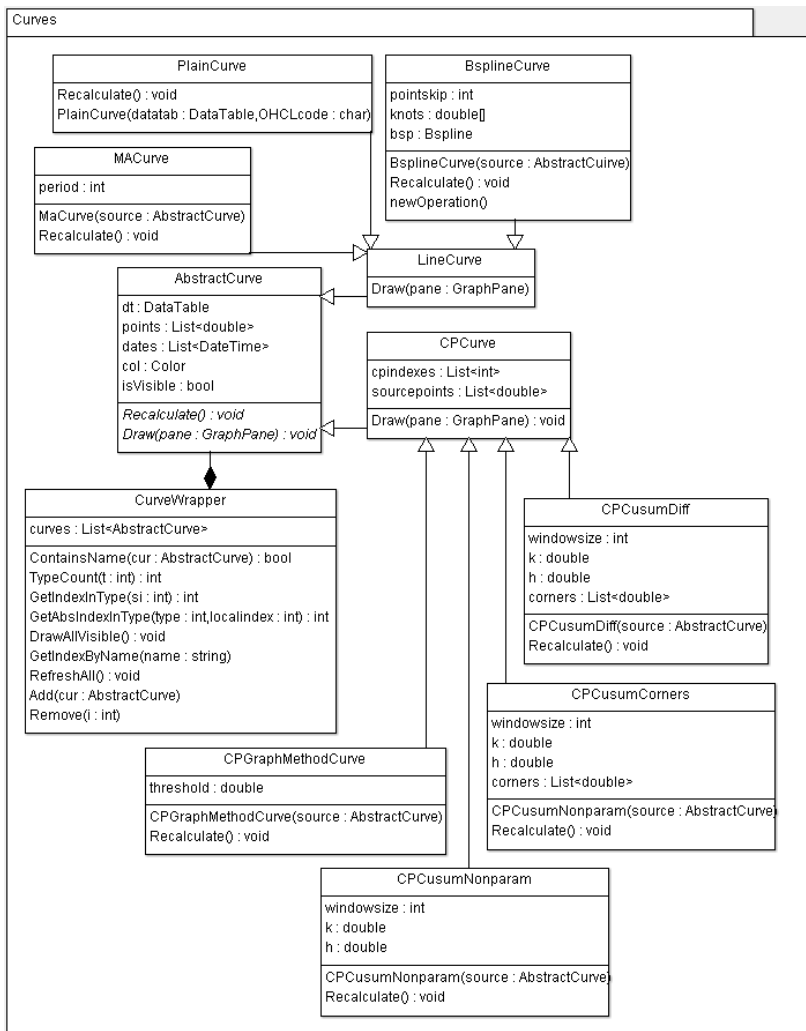 Curves
PlainCurve
Recalculate() : void
PlainCurve(datatab : DataTable,OHCLcode : char)
BsplineCurve
pointskip : int
knots : double[]
bsp : Bspline
BsplineCurve(source : AbstractCuirve)
Recalculate() : void
newOperation()
MACurve
period : int
MaCurve(source : AbstractCurve)
Recalculate() : void
LineCurve
Draw(pane : GraphPane)
AbstractCurve
dt : DataTable
points : List<double>
dates : List<DateTime>
col : Color
isVisible : bool
Recalculate() : void
Draw(pane : GraphPane) : void
CPCurve
cpindexes : List<int>
sourcepoints : List<double>
Draw(pane : GraphPane) : void
CurveWrapper
curves : List<AbstractCurve>
ContainsName(cur : AbstractCurve) : bool
TypeCount(t : int) : int
GetIndexInType(si : int) : int
GetAbsIndexInType(type : int,localindex : int) : int
DrawAllVisible() : void
GetIndexByName(name : string)
RefreshAll() : void
Add(cur : AbstractCurve)
Remove(i : int)
CPCusumDiff
windowsize : int
k : double
h : double
corners : List<double>
CPCusumDiff(source : AbstractCurve)
Recalculate() : void
CPCusumCorners
windowsize : int
k : double
h : double
corners : List<double>
CPCusumNonparam(source : AbstractCurve)
Recalculate() : void
CPGraphMethodCurve
threshold : double
CPGraphMethodCurve(source : AbstractCurve)
Recalculate() : void
CPCusumNonparam
windowsize : int
k : double
h : double
CPCusumNonparam(source : AbstractCurve)
Recalculate() : void